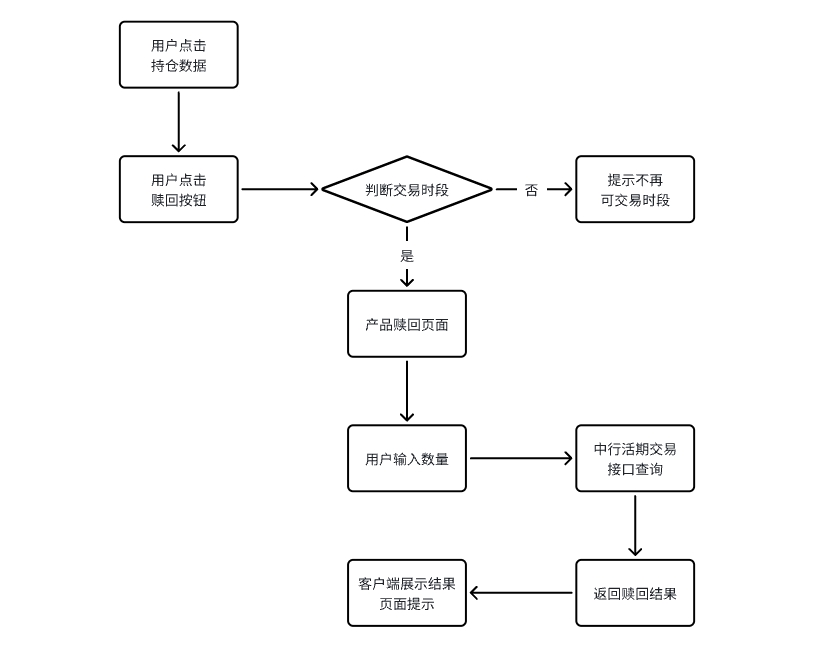 用户点击
持仓数据
用户点击
赎回按钮
判断交易时段
否
提示不再
可交易时段
是
产品赎回页面
用户输入数量
中行活期交易
接口查询
客户端展示结果
页面提示
返回赎回结果